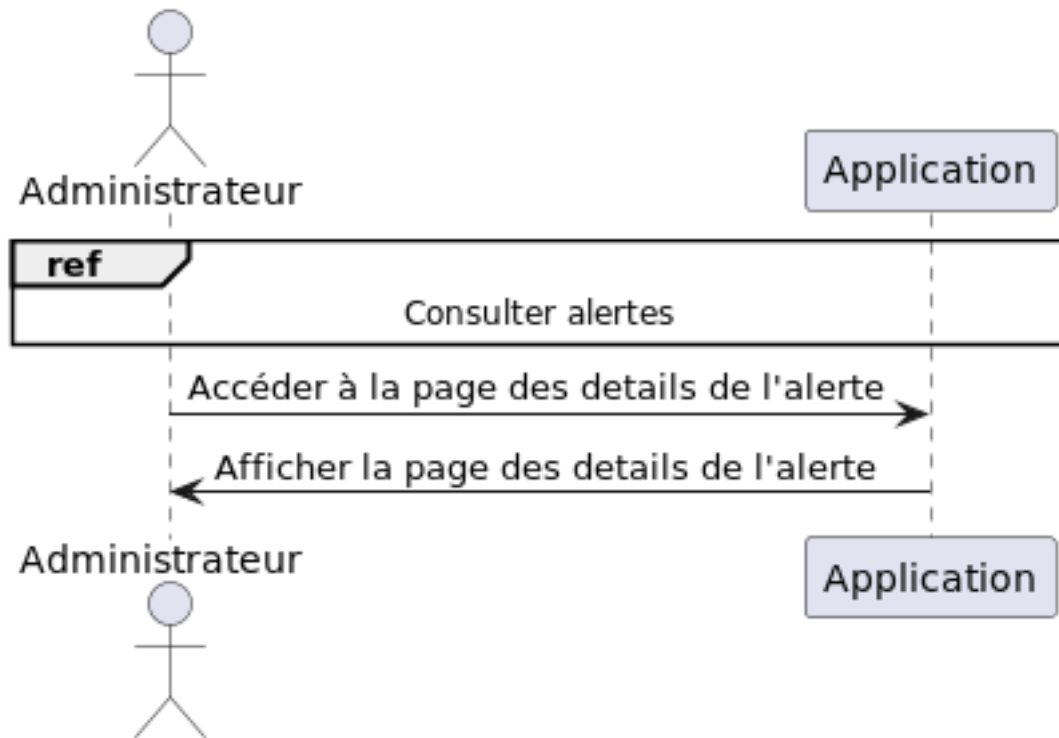 Administrateur
Application
ref
Consulter alertes
Accéder à la page des details de l'alerte
Afficher la page des details de l'alerte
Administrateur
Application